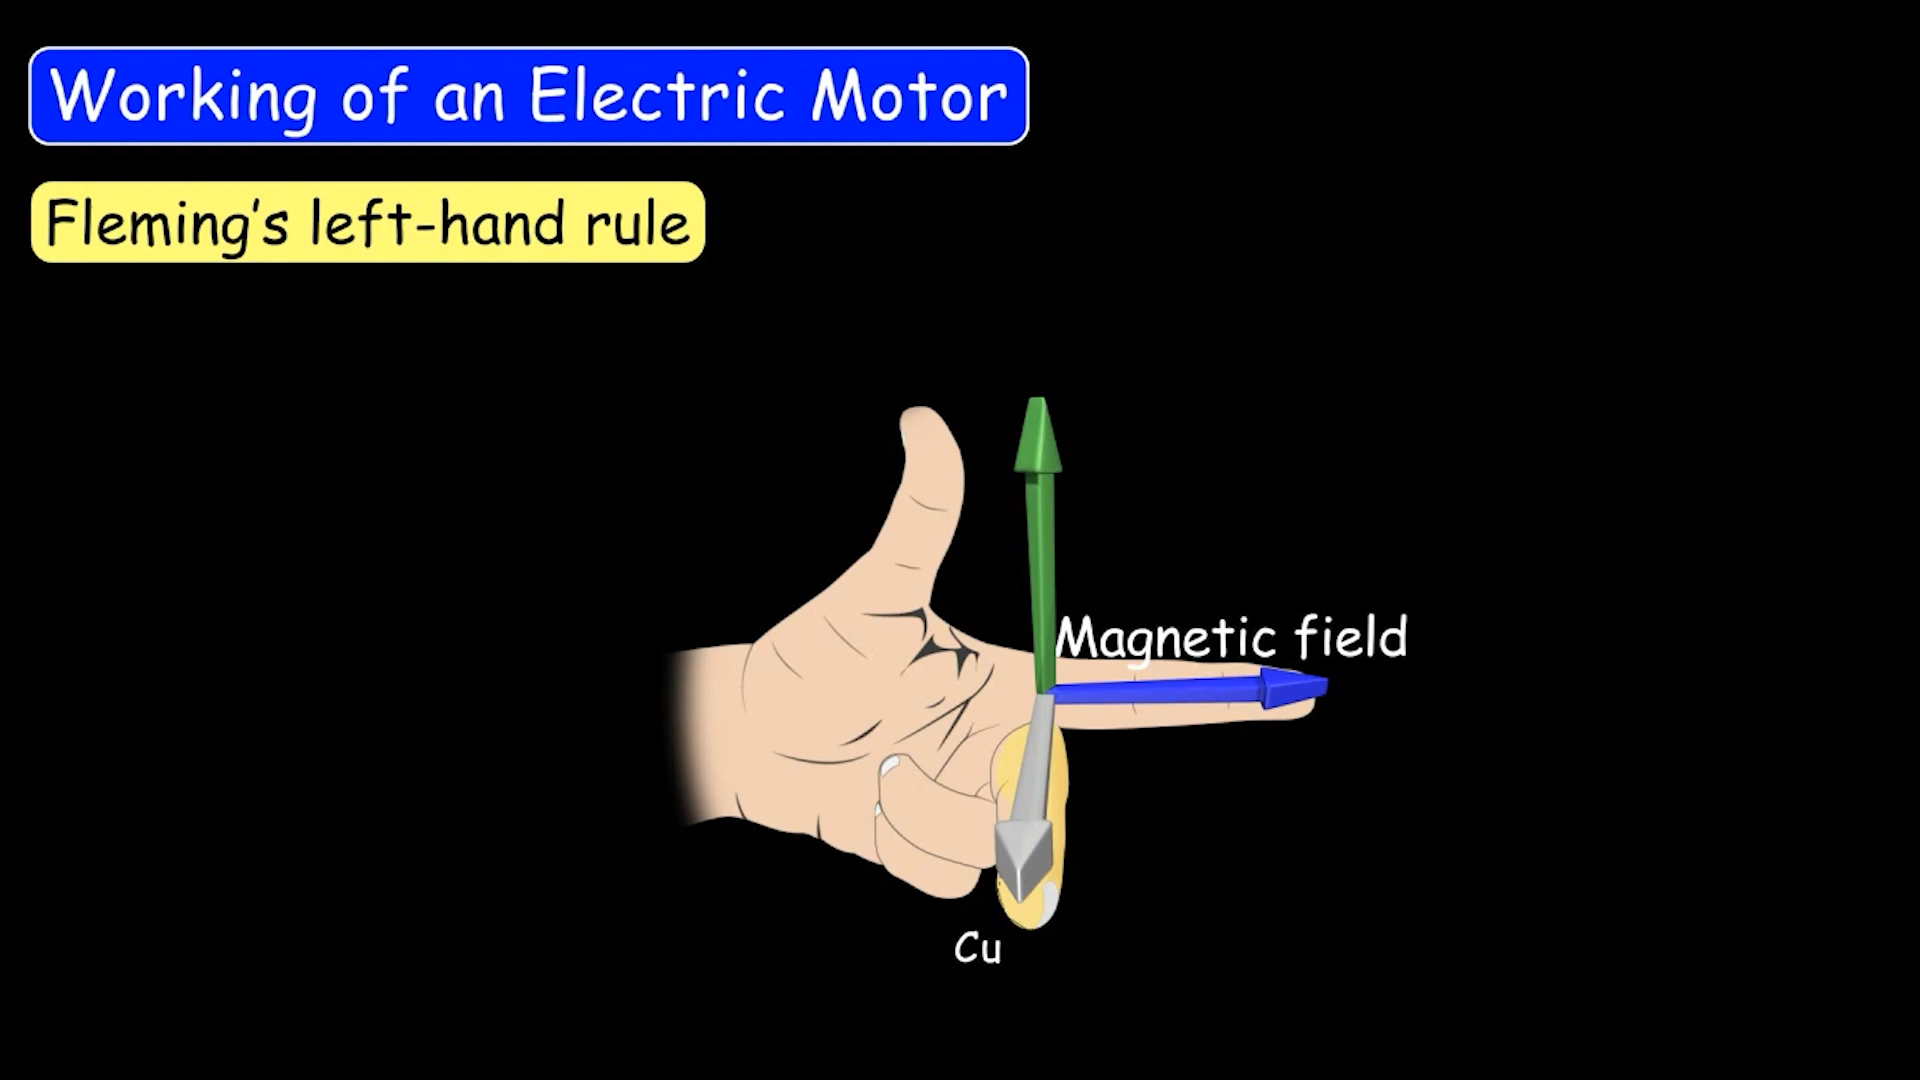 Working of an Electric Motor
Fleming's left-hand rule
Magnetic field
Cu